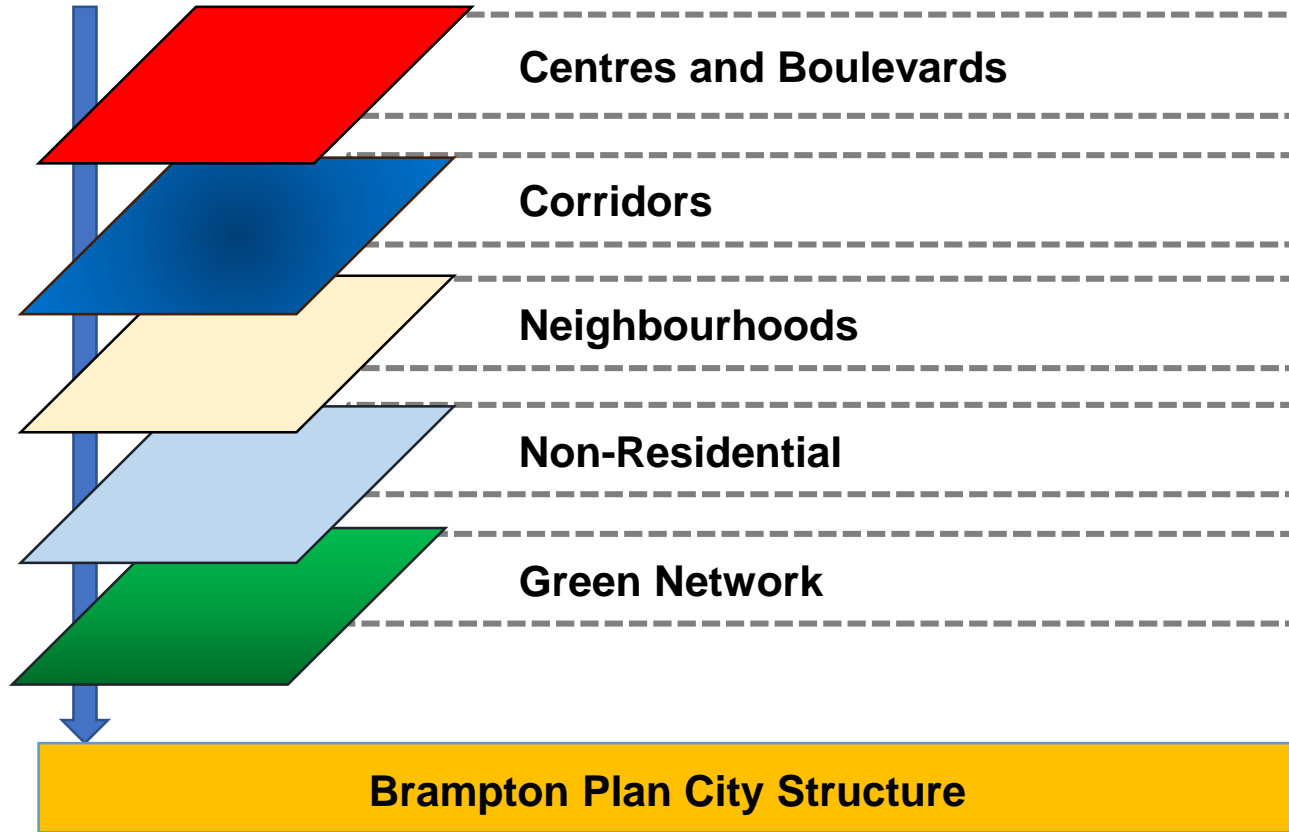 Centres and Boulevards
Corridors
Neighbourhoods
Non-Residential
Green Network
Brampton Plan City Structure